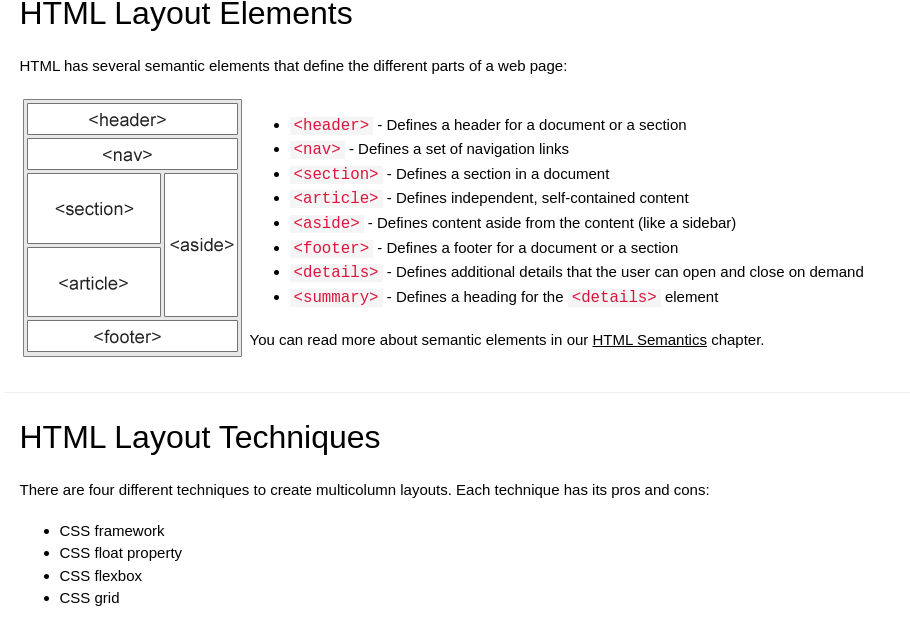 HTML Layout Elements
HTML has several semantic elements that define the different parts of a web page:
<header>
<nav>
<section>
<aside>
<article>
<footer>
<header> - Defines a header for a document or a section
<nav> - Defines a set of navigation links
<section> - Defines a section in a document
<article> - Defines independent, self-contained content
<aside> - Defines content aside from the content (like a sidebar)
<footer> - Defines a footer for a document or a section
<details> - Defines additional details that the user can open and close on demand
<summary> - Defines a heading for the <details> element
You can read more about semantic elements in our HTML Semantics chapter.
HTML Layout Techniques
There are four different techniques to create multicolumn layouts. Each technique has its pros and cons:
CSS framework
CSS float property
CSS flexbox
CSS grid